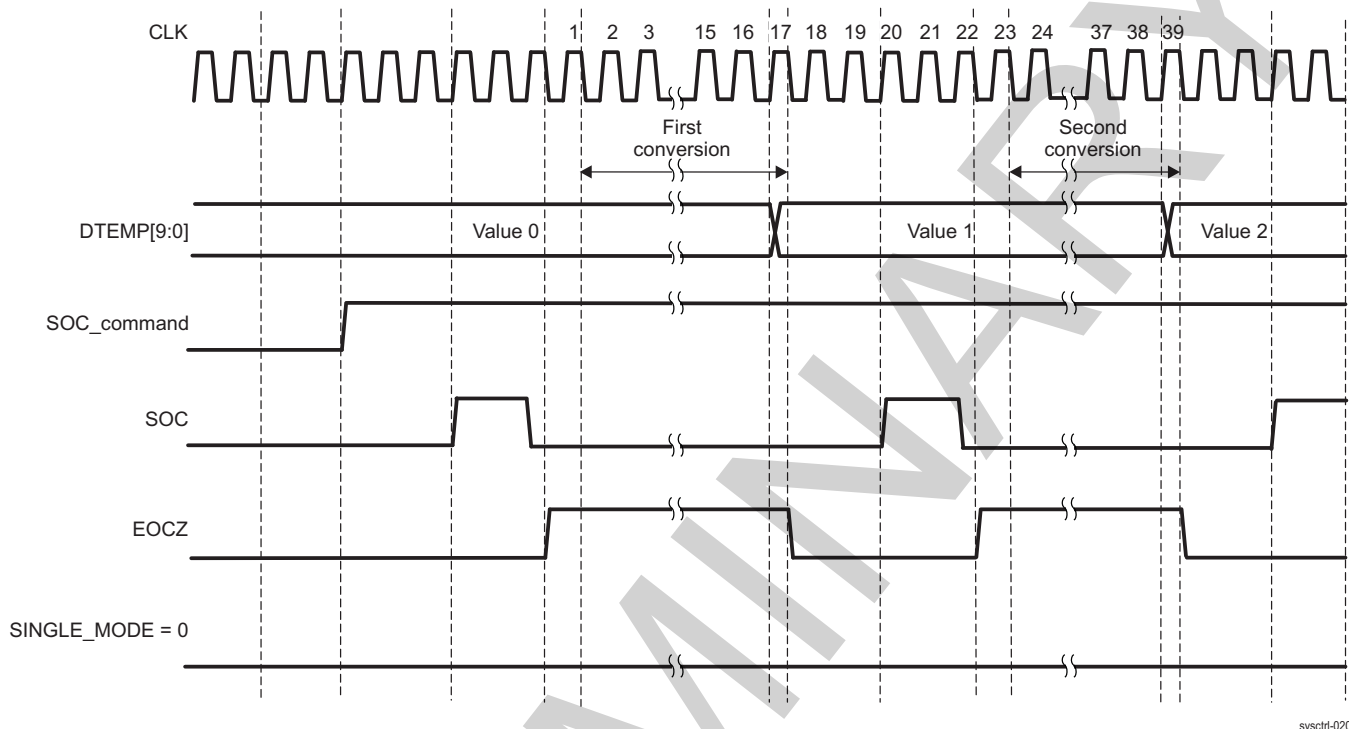 CLK
1 2 3 15 16 17 18 19 20 21 22 23 24 37 38 39
First
conversion
Second
conversion
DTEMP[9:0]
Value 0
Value 1
Value 2
SOC_command
SOC
EOCZ
SINGLE_MODE = 0
MINARY
sysctrl-020